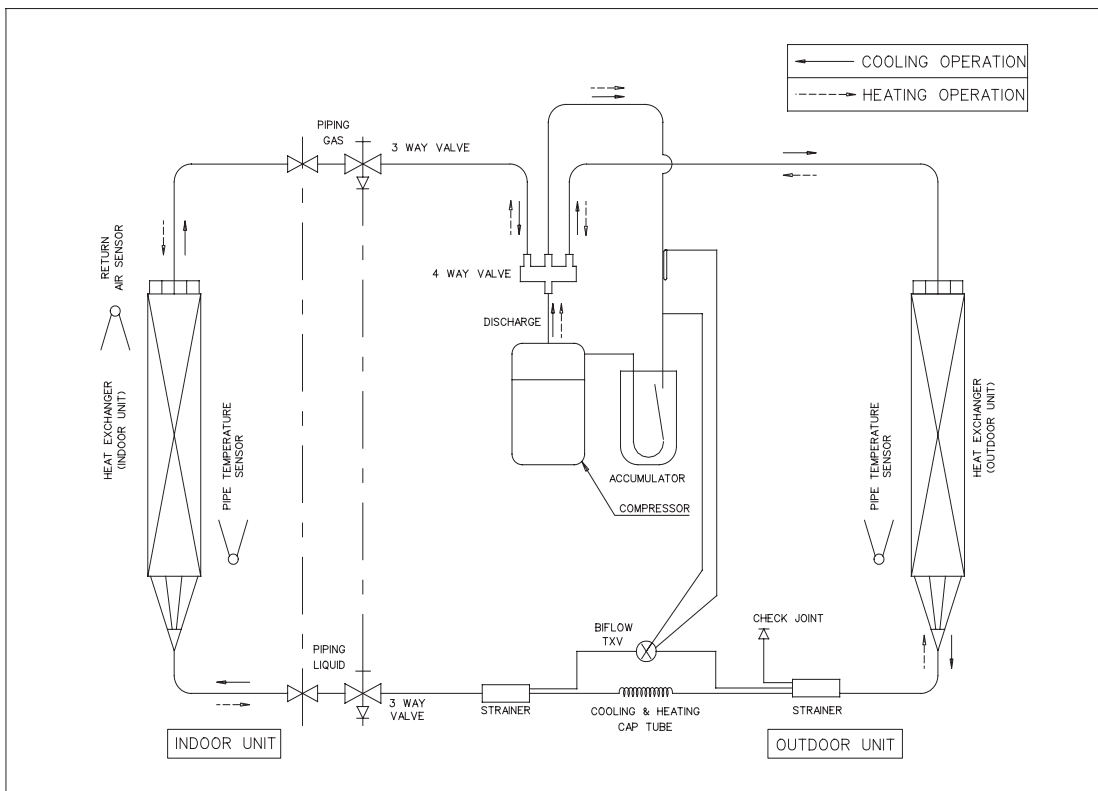 COOLING OPERATION
HEATING OPERATION
PIPING
GAS
3 WAY VALVE
RETURN
AIR SENSOR
4 WAY VALVE
DISCHARGE
HEAT EXCHANGER
(INDOOR UNIT)
PIPE TEMPERATURE
SENSOR
ACCUMULATOR
COMPRESSOR
PIPE TEMPERATURE
SENSOR
HEAT EXCHANGER
(OUTDOOR UNIT)
CHECK JOINT
BIFLOW
TXV
PIPING
LIQUID
3 WAY
VALVE
STRAINER
COOLING & HEATING
CAP TUBE
STRAINER
INDOOR UNIT
OUTDOOR UNIT